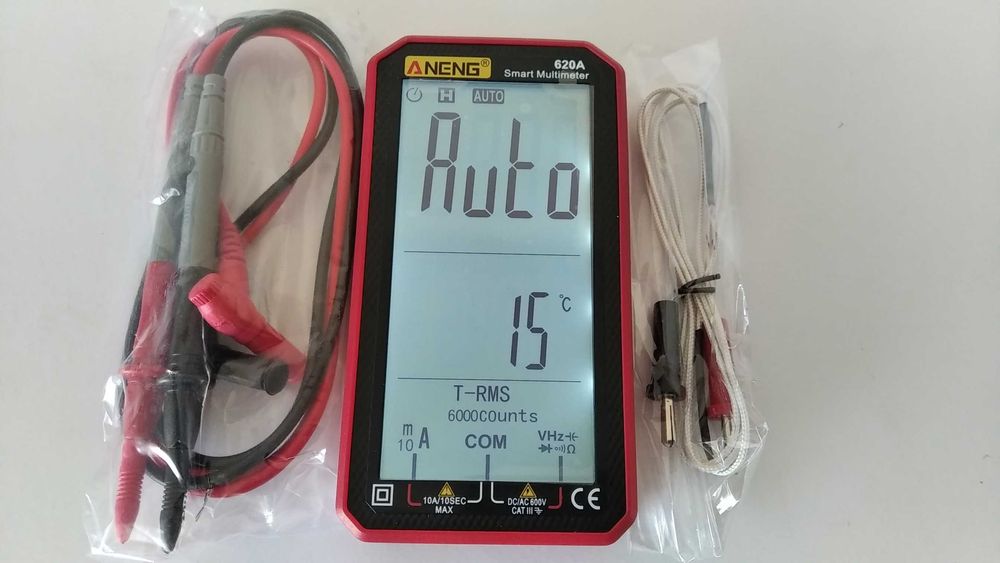 ANENG®
620A
Smart Multimeter
H AUTO
Auto
15 °C
T-RMS
6000COunts
m
10 A
COM
VHz
Ω
10A/10SEC
MAX
DC/AC 600V
CAT III
CE